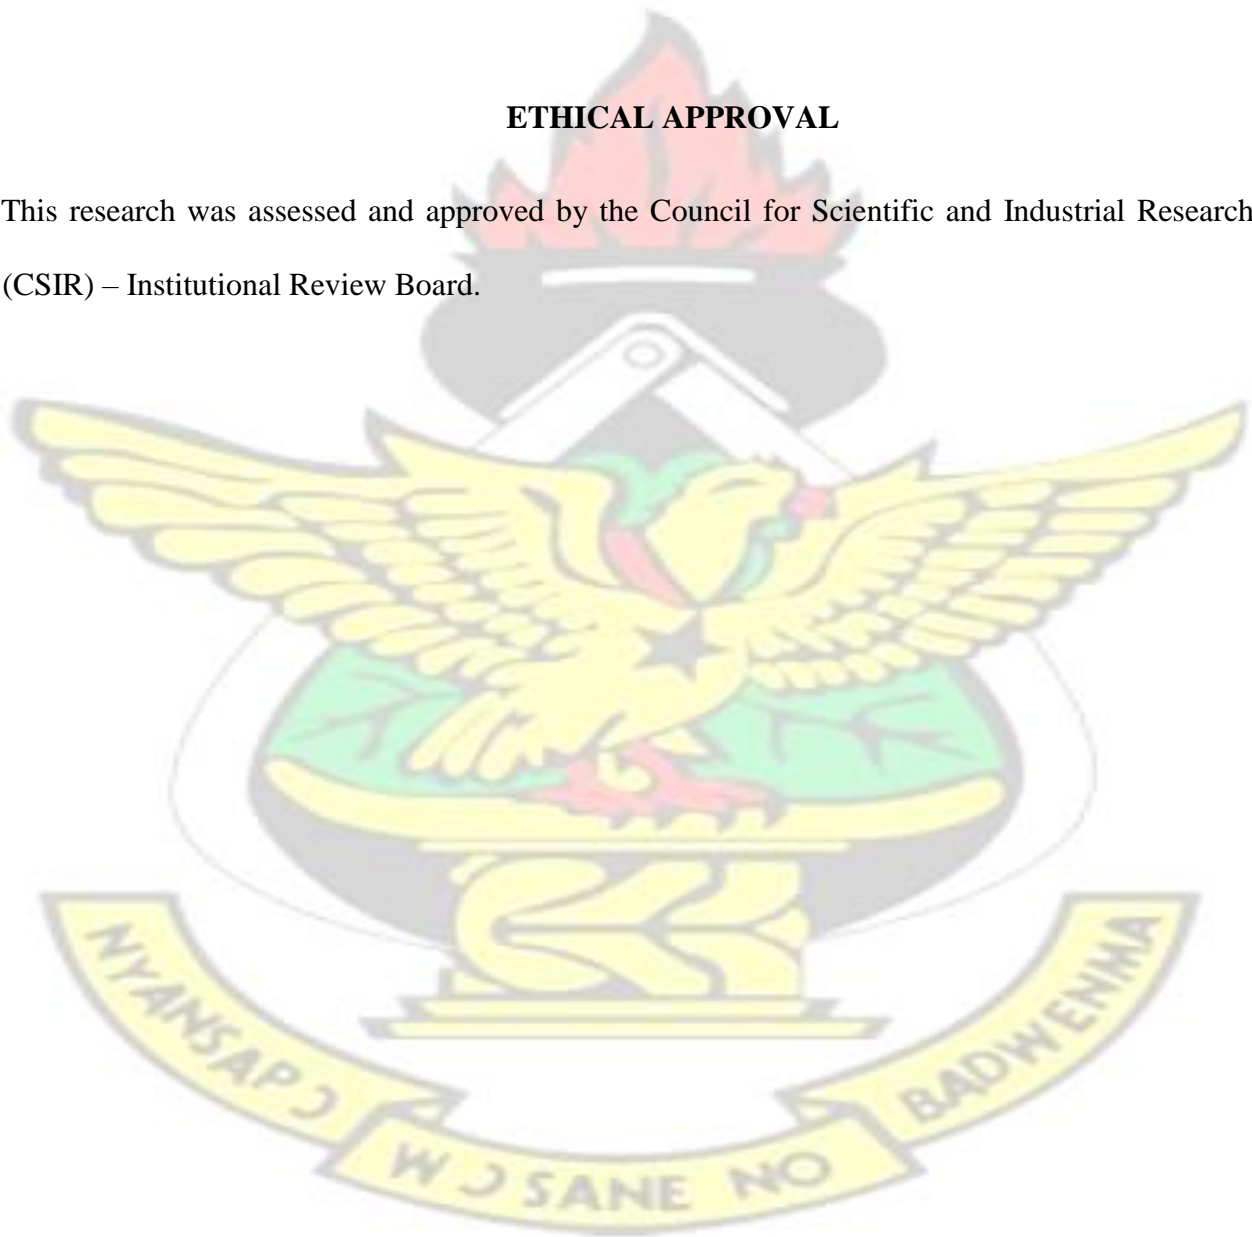 ETHICAL APPROVAL
This research was assessed and approved by the Council for Scientific and Industrial Research
(CSIR) – Institutional Review Board.
NYANSAPƆ
WƆSANE NO
BADWENMA